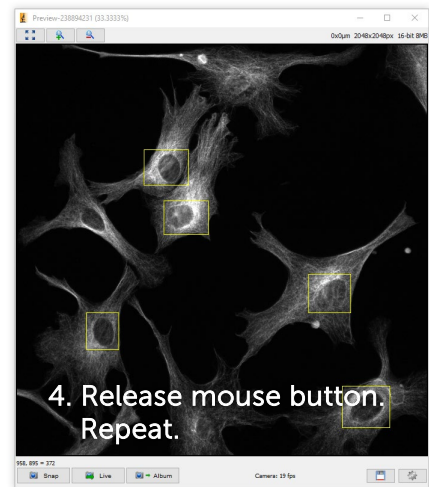 Preview-238894231 (33.3333%)
0x0µm 2048x2048px 16-bit 8MB
4. Release mouse button.
Repeat.
958, 895 = 372
Snap
Live
Album
Camera: 19 fps